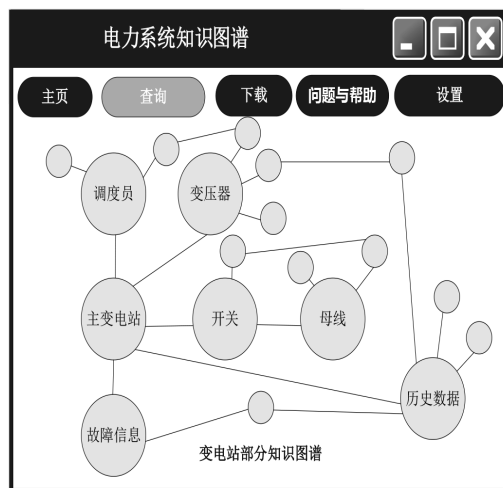 电力系统知识图谱
主页
查询
下载
问题与帮助
设置
调度员
变压器
主变电站
开关
母线
历史数据
故障信息
变电站部分知识图谱